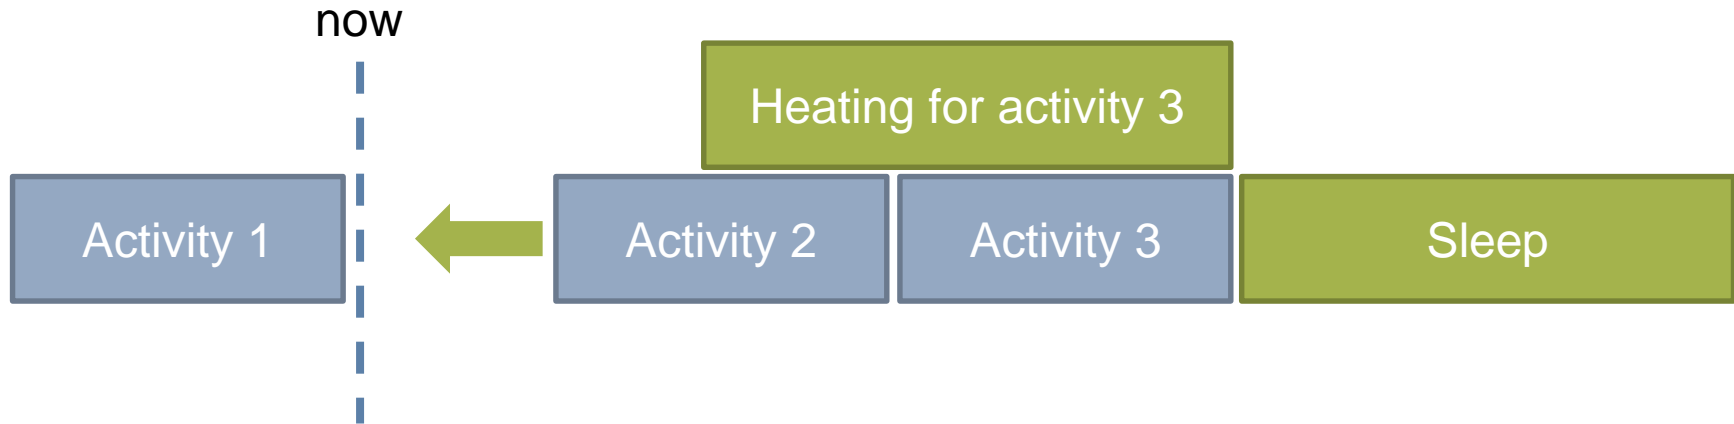 now
Heating for activity 3
Activity 1
Activity 2
Activity 3
Sleep